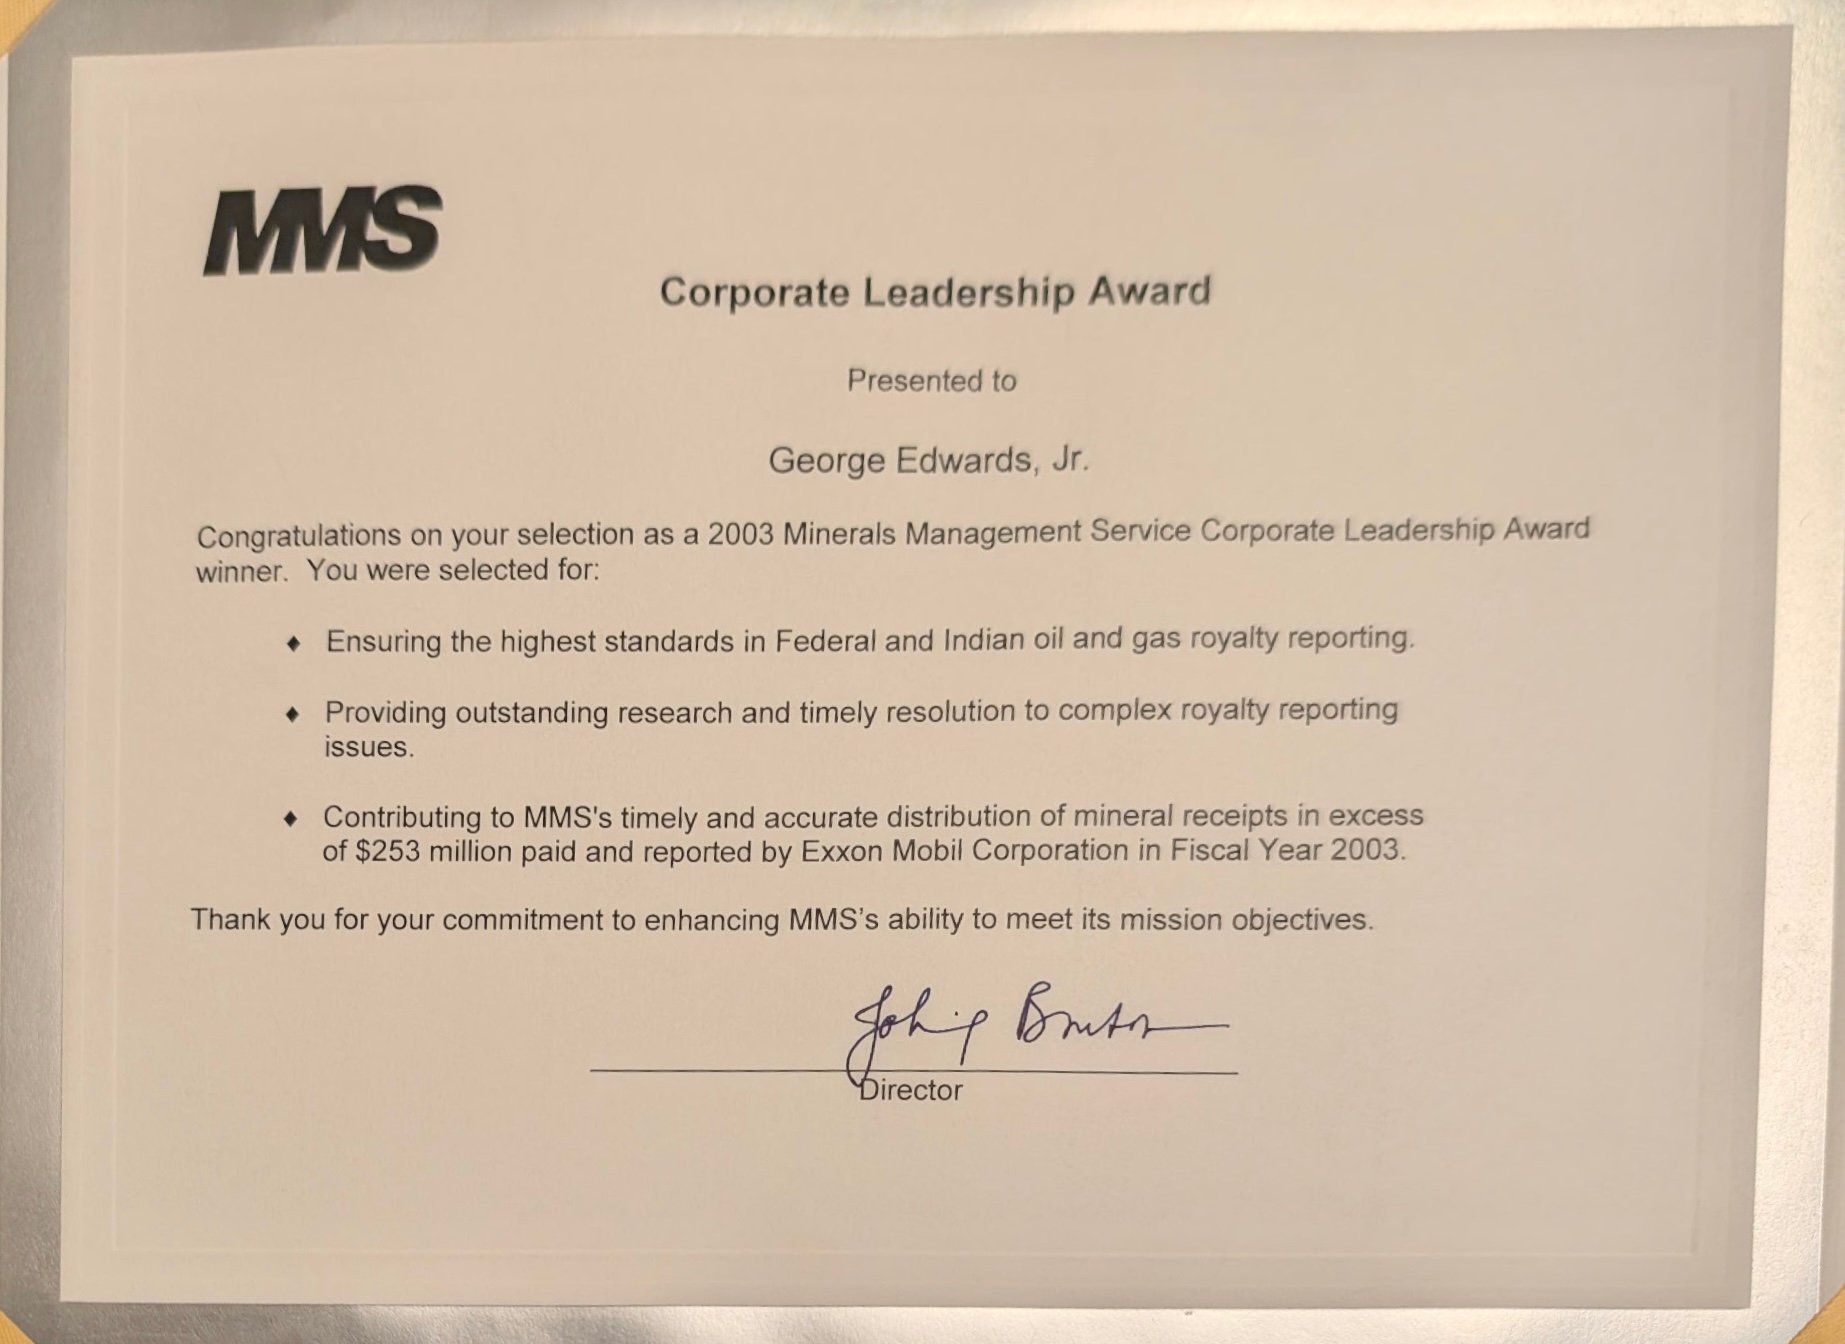 MMS
Corporate Leadership Award
Presented to
George Edwards, Jr.
Congratulations on your selection as a 2003 Minerals Management Service Corporate Leadership Award
winner. You were selected for:
♦ Ensuring the highest standards in Federal and Indian oil and gas royalty reporting.
♦ Providing outstanding research and timely resolution to complex royalty reporting
issues.
♦ Contributing to MMS's timely and accurate distribution of mineral receipts in excess
of $253 million paid and reported by Exxon Mobil Corporation in Fiscal Year 2003.
Thank you for your commitment to enhancing MMS’s ability to meet its mission objectives.
Director